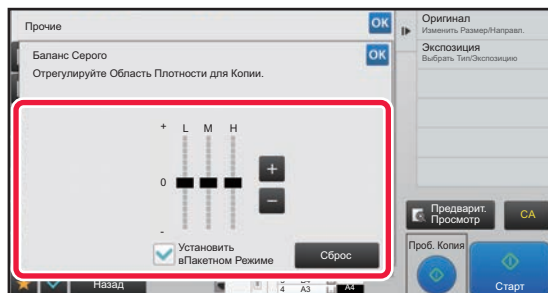 Прочие
OK
Баланс Серого
OK
Отрегулируйте Область Плотности для Копии.
+ L M H
+
0
-
-
Установить
вПакетном Режиме
Сброс
Назад
4 A3
A4
Оригинал
Изменить Размер/Направл.
Экспозиция
Выбрать Тип/Экспозицию
Предварит.
Просмотр
CA
Проб. Копия
Старт